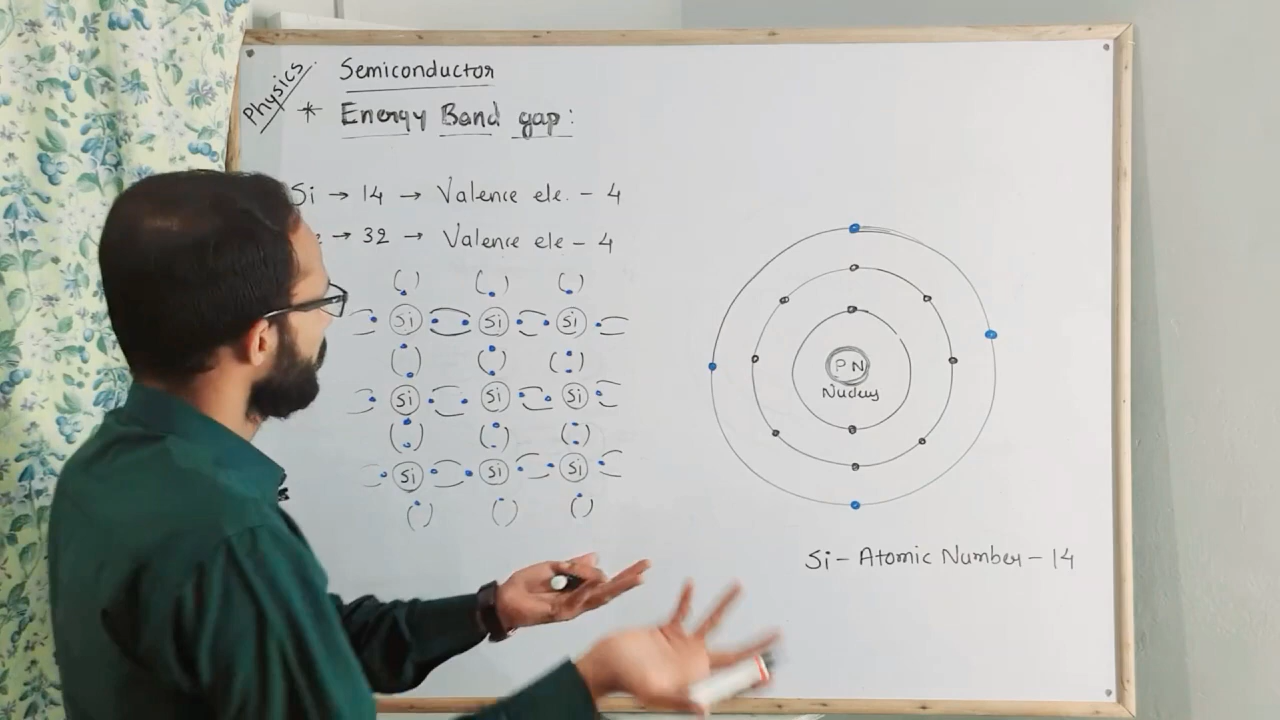 Physics.
Semiconductor
* Energy Band gap:
Si → 14 → Valence ele. - 4
→ 32 → Valence ele - 4
Si Si Si
Si Si Si
Si Si Si
P N
Nucleus
Si - Atomic Number - 14